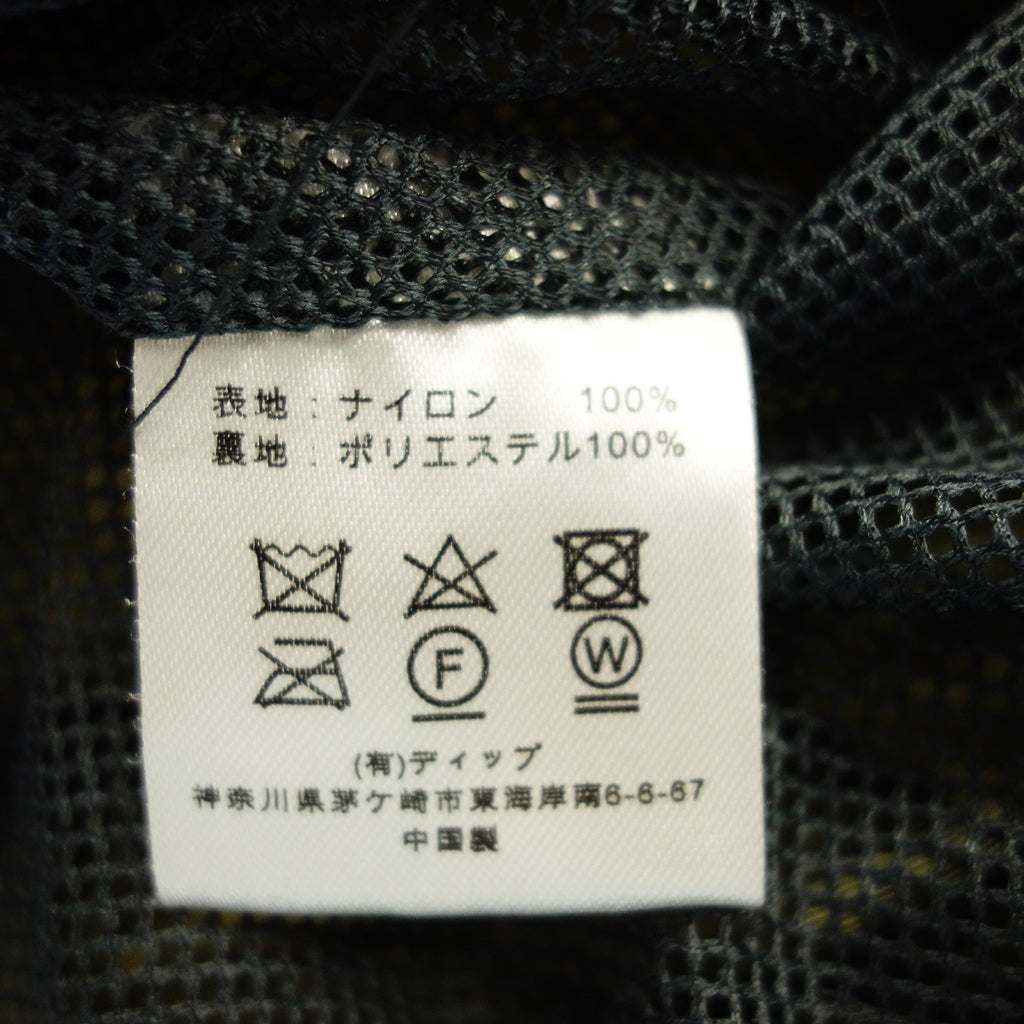 表地：ナイロン 100%
裏地：ポリエステル100%
F
W
(有)ディップ
神奈川県茅ケ崎市東海岸南6-6-67
中国製